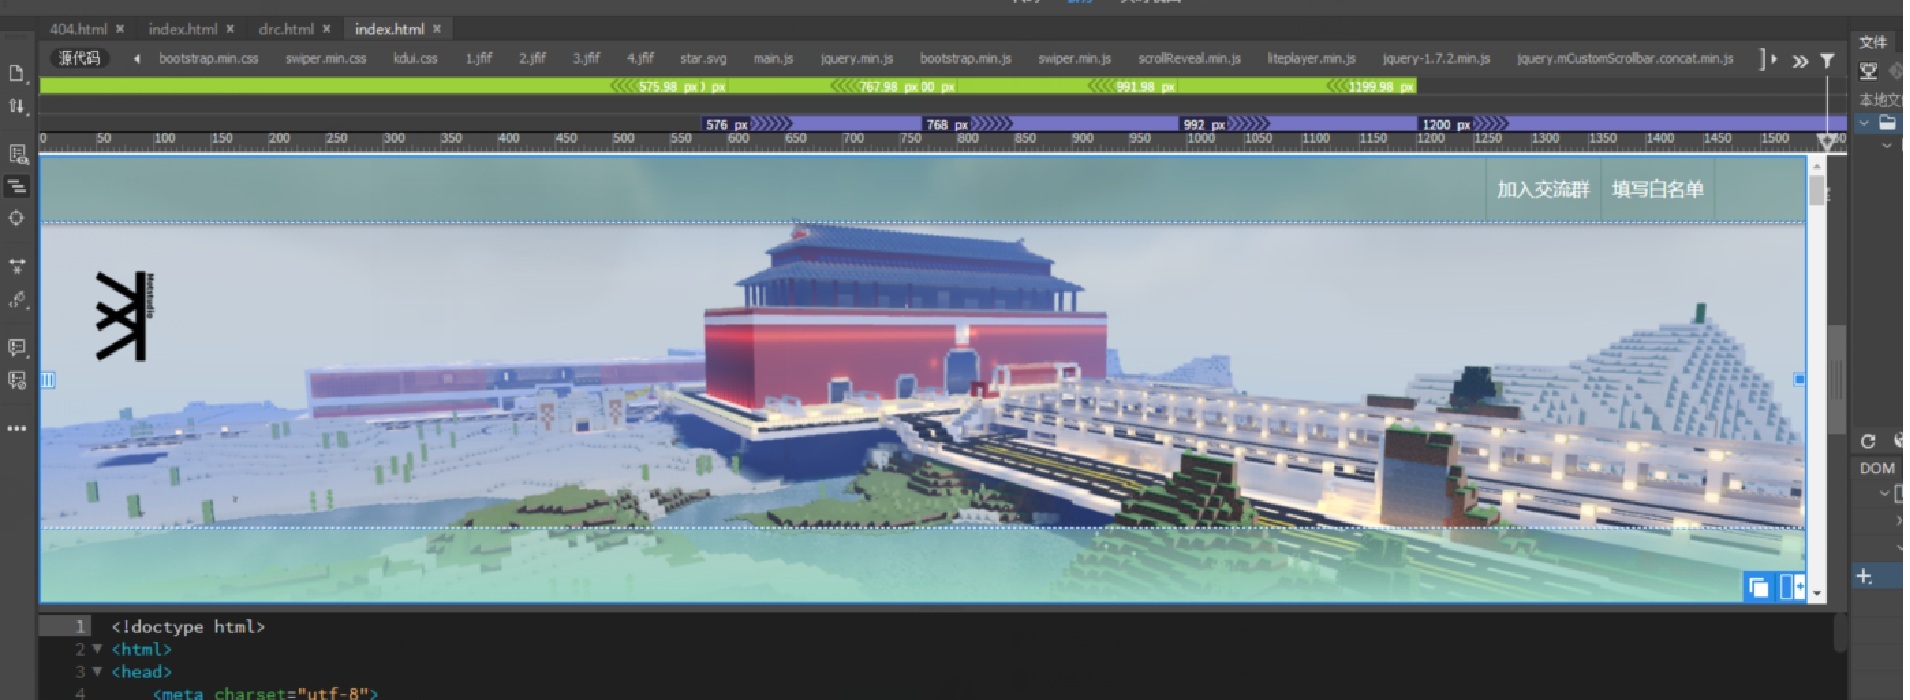 404.html × index.html × drc.html × index.html ×
源代码 bootstrap.min.css swiper.min.css kdui.css 1.jfif 2.jfif 3.jfif 4.jfif star.svg main.js jquery.min.js bootstrap.min.js swiper.min.js scrollReveal.min.js liteplayer.min.js jquery-1.7.2.min.js jquery.mCustomScrollbar.concat.min.js
文件
575.98 px px 767.98 px 00 px 991.98 px 1199.98 px
本地文
576 px 768 px 992 px 1200 px
0 50 100 150 200 250 300 350 400 450 500 550 600 650 700 750 800 850 900 950 1000 1050 1100 1150 1200 1250 1300 1350 1400 1450 1500
加入交流群 填写白名单
DOM
1 <!doctype html>
2 <html>
3 <head>
4 <meta charset="utf-8">